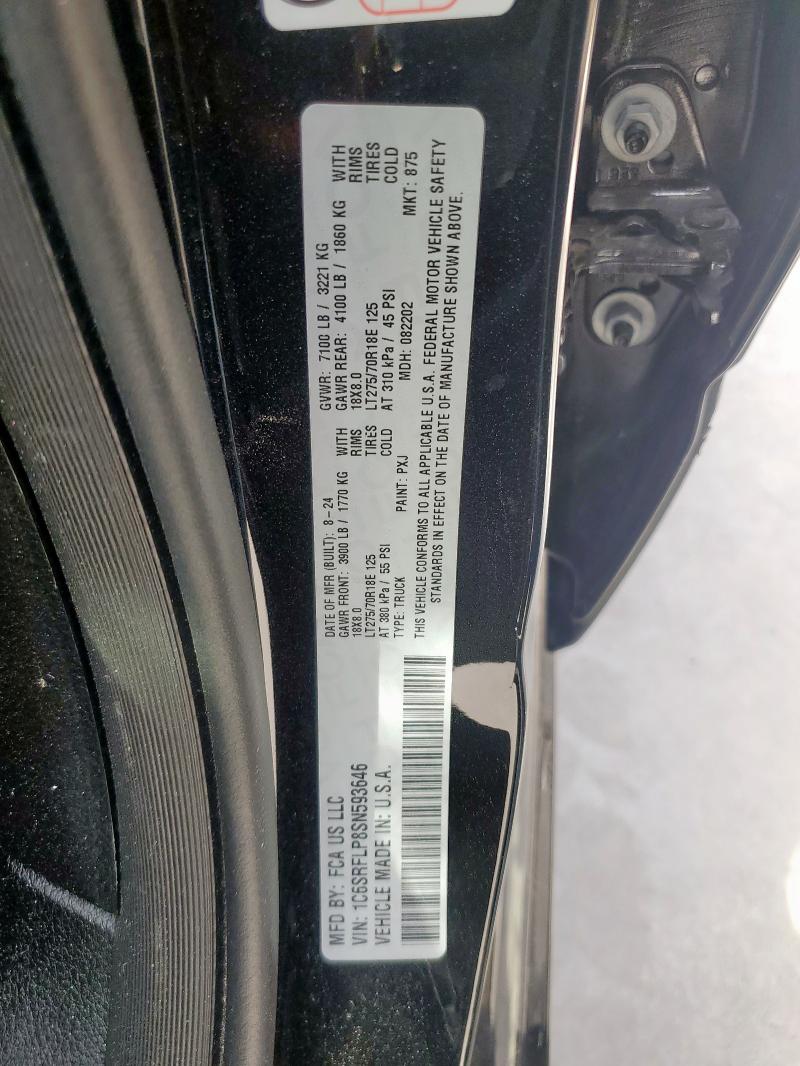 MFD BY: FCA US LLC
VIN: 1C6SRFLP8SN593646
VEHICLE MADE IN: U.S.A.
DATE OF MFR (BUILT): 8-24
GVWR: 7100 LB / 3221 KG
GAWR FRONT: 3900 LB / 1770 KG WITH
GAWR REAR: 4100 LB / 1860 KG WITH
18X8.0 RIMS
18X8.0 RIMS
LT275/70R18E 125 TIRES
LT275/70R18E 125 TIRES
AT 380 kPa / 55 PSI COLD
AT 310 kPa / 45 PSI COLD
TYPE: TRUCK PAINT: PXJ MDH: 082202 MKT: 875
THIS VEHICLE CONFORMS TO ALL APPLICABLE U.S.A. FEDERAL MOTOR VEHICLE SAFETY
STANDARDS IN EFFECT ON THE DATE OF MANUFACTURE SHOWN ABOVE.